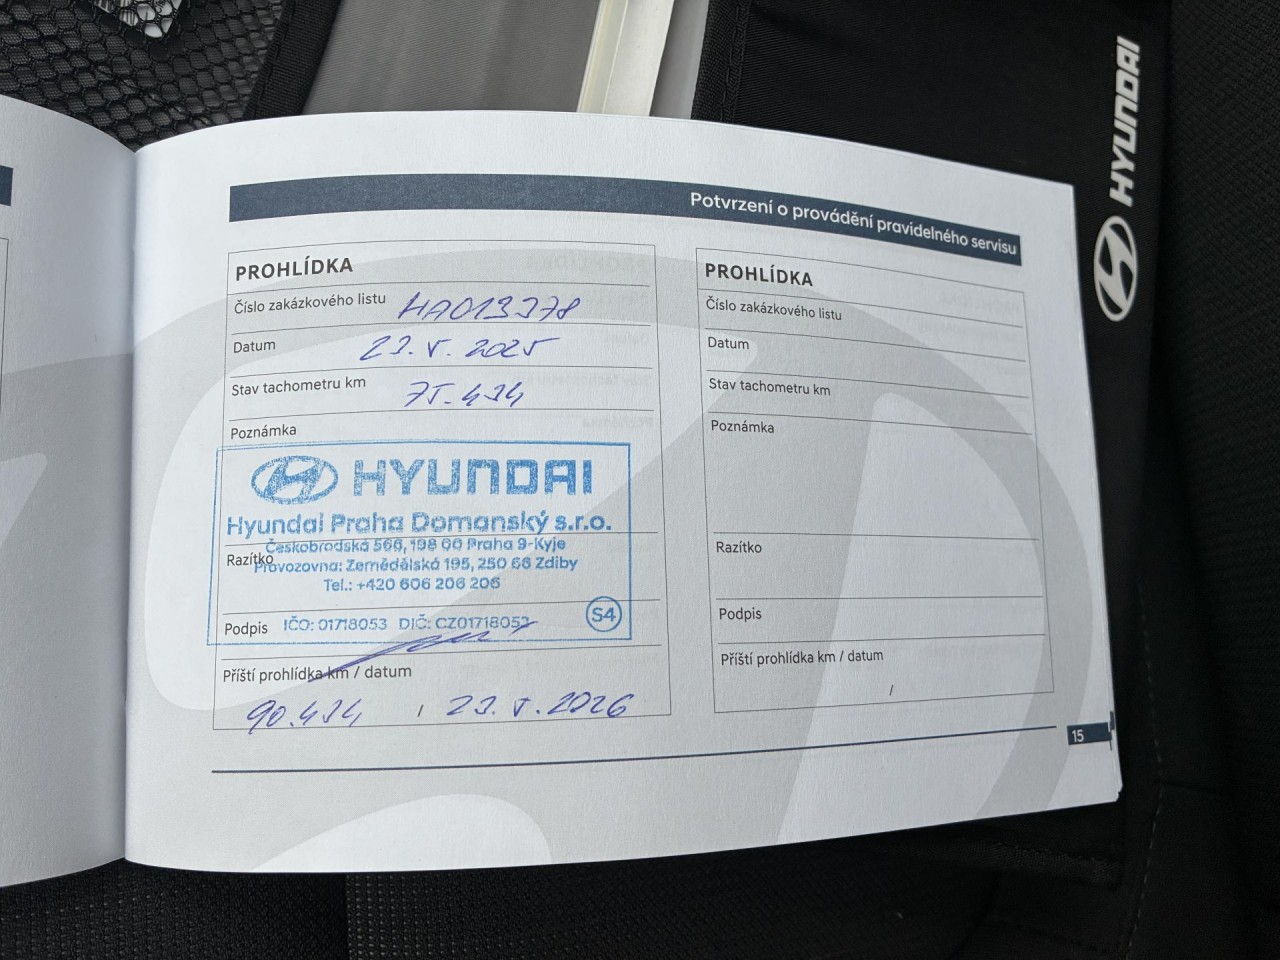 HYUNDAI
Potvrzení o provádění pravidelného servisu
PROHLÍDKA
Číslo zakázkového listu HA013378
Datum 23. V. 2025
Stav tachometru km 75.434
Poznámka
HYUNDAI
Hyundai Praha Domanský s.r.o.
Českobrodská 566, 198 00 Praha 9-Kyje
Razítko
Provozovna: Zemědělská 195, 250 66 Zdiby
Tel.: +420 606 206 206
Podpis IČO: 01718053 DIČ: CZ01718053 S4
Příští prohlídka km / datum
90.434 / 23. V. 2026
PROHLÍDKA
Číslo zakázkového listu
Datum
Stav tachometru km
Poznámka
Razítko
Podpis
Příští prohlídka km / datum
/
15